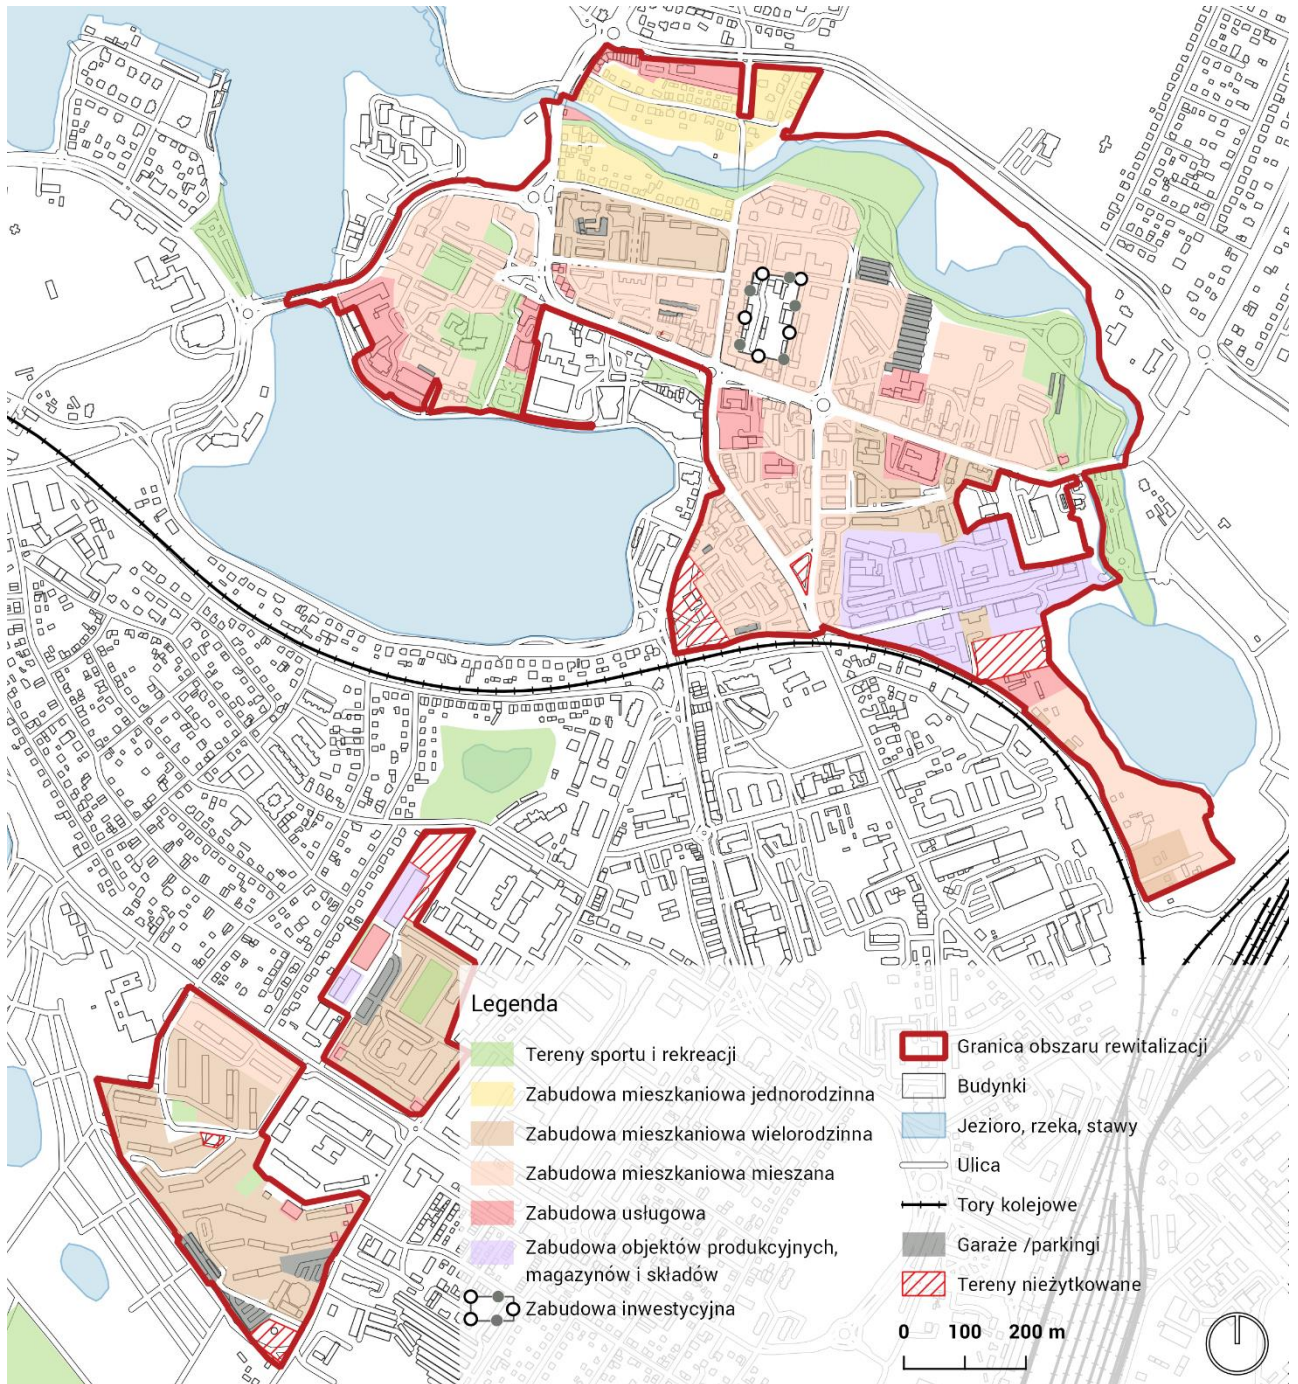 Legenda
Tereny sportu i rekreacji
Zabudowa mieszkaniowa jednorodzinna
Zabudowa mieszkaniowa wielorodzinna
Zabudowa mieszkaniowa mieszana
Zabudowa usługowa
Zabudowa objektów produkcyjnych,
magazynów i składów
Zabudowa inwestycyjna
Granica obszaru rewitalizacji
Budynki
Jezioro, rzeka, stawy
Ulica
Tory kolejowe
Garaże /parkingi
Tereny nieżytkowane
0 100 200 m